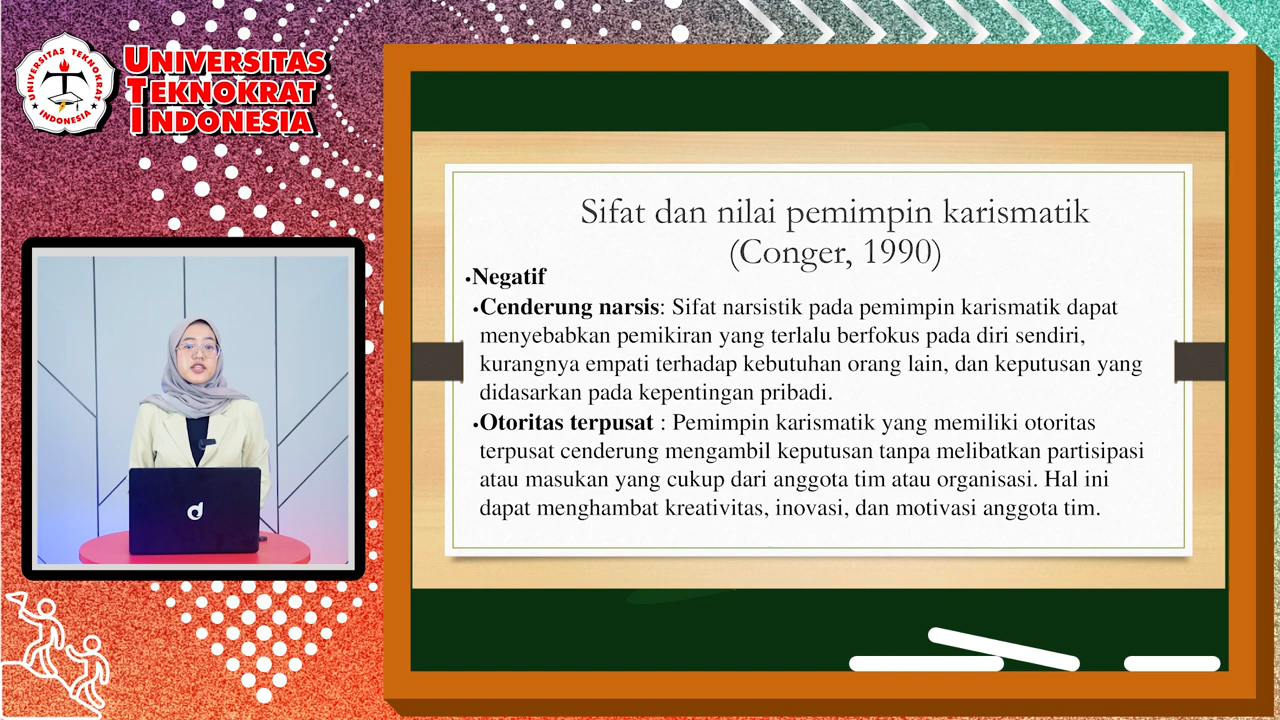 UNIVERSITAS TEKNOKRAT
INDONESIA
UNIVERSITAS
TEKNOKRAT
INDONESIA
Sifat dan nilai pemimpin karismatik
(Conger, 1990)
•Negatif
•Cenderung narsis: Sifat narsistik pada pemimpin karismatik dapat
menyebabkan pemikiran yang terlalu berfokus pada diri sendiri,
kurangnya empati terhadap kebutuhan orang lain, dan keputusan yang
didasarkan pada kepentingan pribadi.
•Otoritas terpusat : Pemimpin karismatik yang memiliki otoritas
terpusat cenderung mengambil keputusan tanpa melibatkan partisipasi
atau masukan yang cukup dari anggota tim atau organisasi. Hal ini
dapat menghambat kreativitas, inovasi, dan motivasi anggota tim.